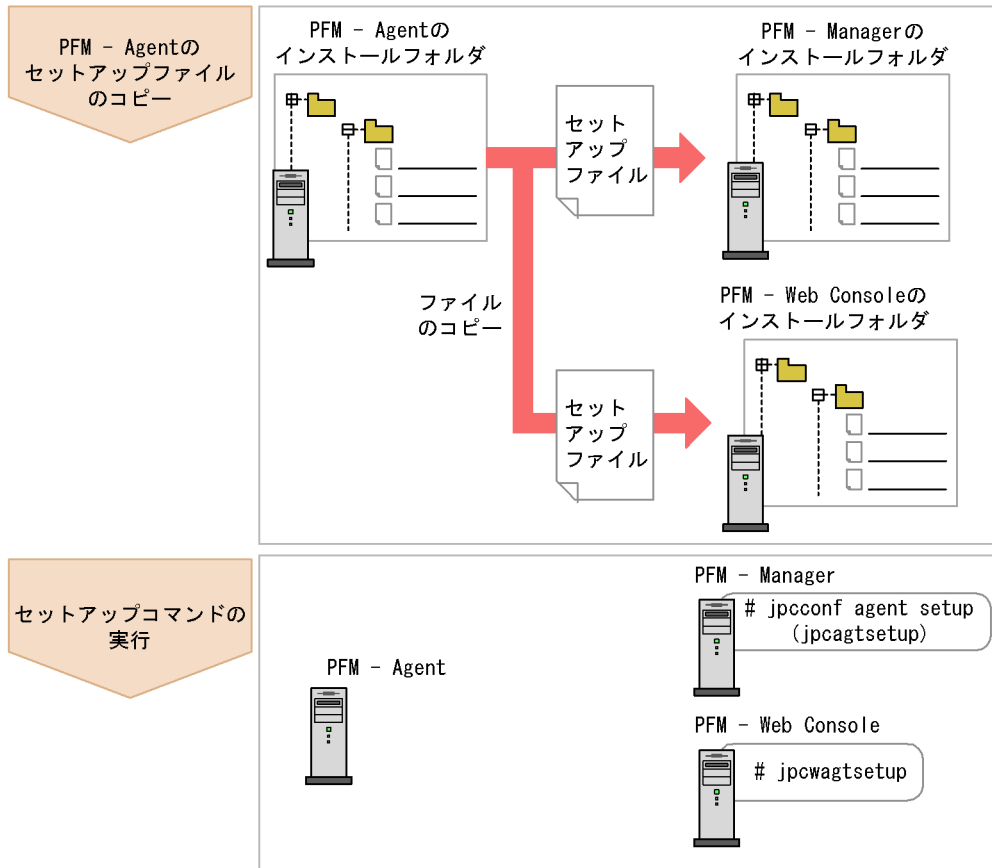 PFM - Agentの
セットアップファイル
のコピー
PFM - Agentの
インストールフォルダ
PFM - Managerの
インストールフォルダ
セット
アップ
ファイル
ファイル
のコピー
PFM - Web Consoleの
インストールフォルダ
セット
アップ
ファイル
セットアップコマンドの
実行
PFM - Agent
PFM - Manager
# jpcconf agent setup
(jpcagtsetup)
PFM - Web Console
# jpcwagtsetup